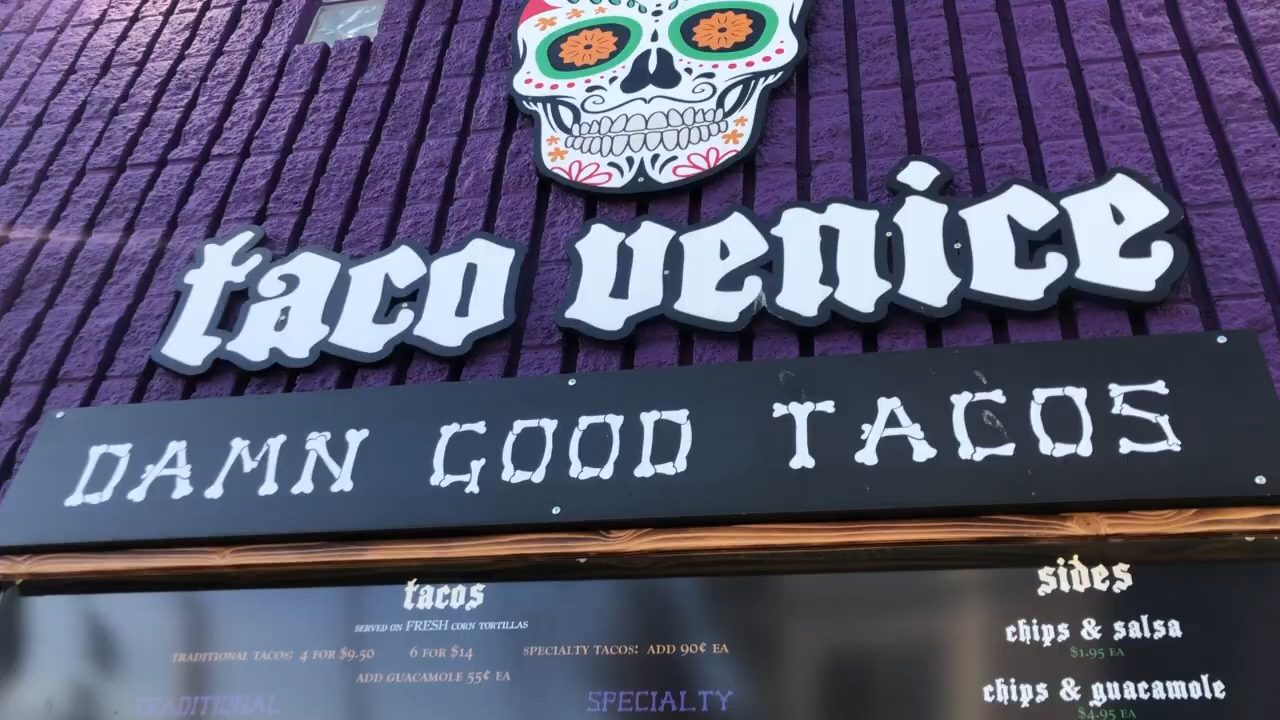 taco venice
DAMN GOOD TACOS
tacos
SERVED ON FRESH CORN TORTILLAS
TRADITIONAL TACOS: 4 FOR $9.50 6 FOR $14 SPECIALTY TACOS: ADD 90¢ EA
ADD GUACAMOLE 55¢ EA
TRADITIONAL SPECIALTY
sides
chips & salsa
$1.95 EA
chips & guacamole
$4.95 EA